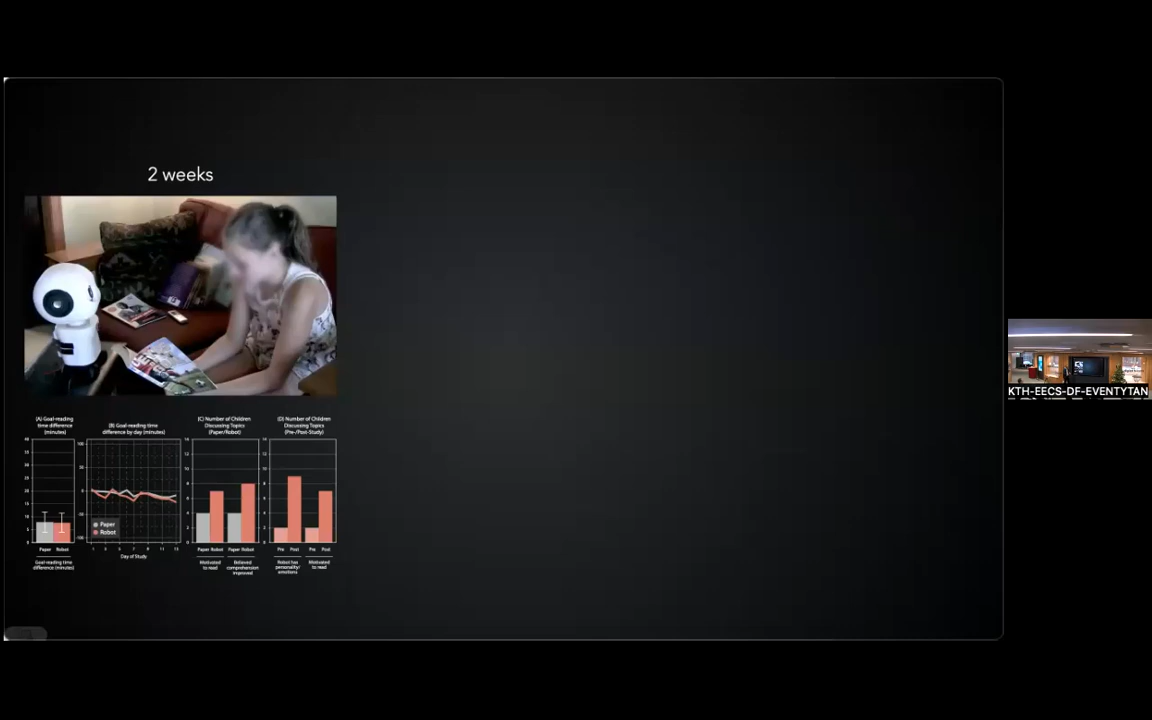 2 weeks
(A) Goal-reading
time difference
(minutes)
(B) Goal-reading time
difference by day (minutes)
(C) Number of Children
Discussing Topics
(Paper/Robot)
(D) Number of Children
Discussing Topics
(Pre-/Post-Study)
Paper
Robot
Paper Robot
Goal-reading time
difference (minutes)
Day of Study
Paper Robot Paper Robot
Motivated
to read
Believed
comprehension
improved
Pre Post Pre Post
Robot has
personality/
emotions
Motivated
to read
KTH-EECS-DF-EVENTYTAN